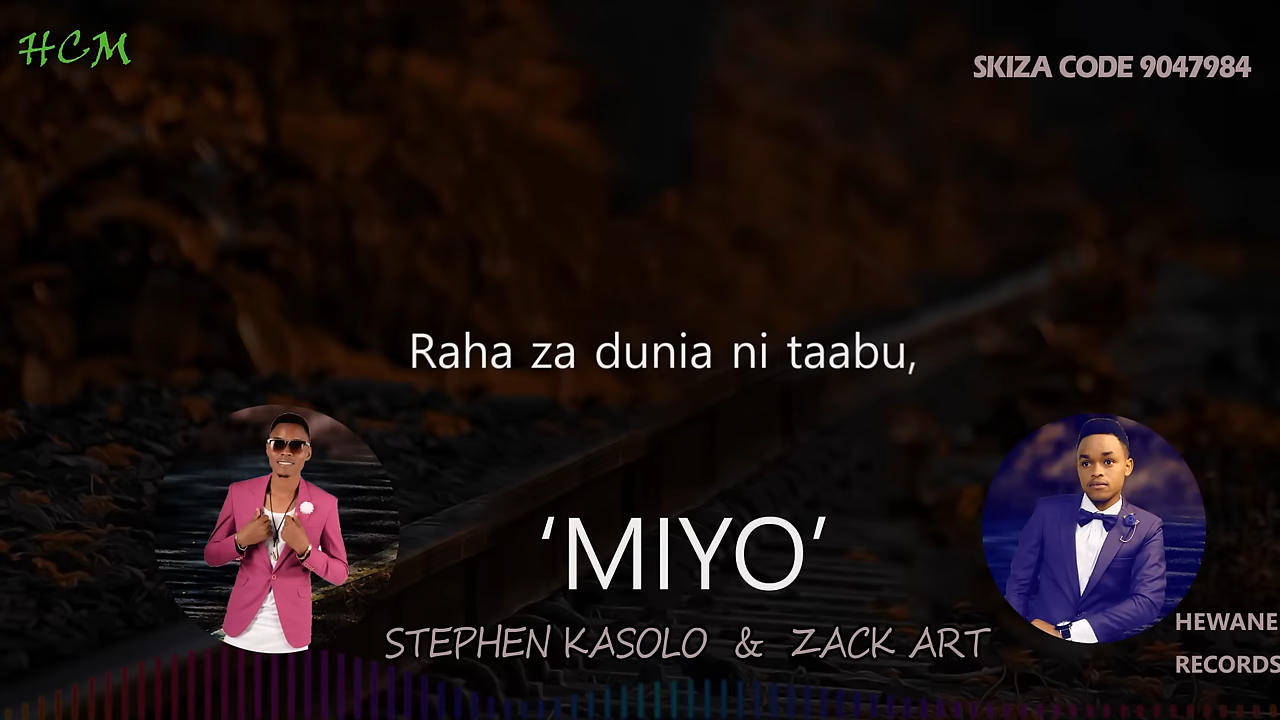 HCM
SKIZA CODE 9047984
Raha za dunia ni taabu,
‘MIYO’
STEPHEN KASOLO & ZACK ART
HEWANE
RECORDS